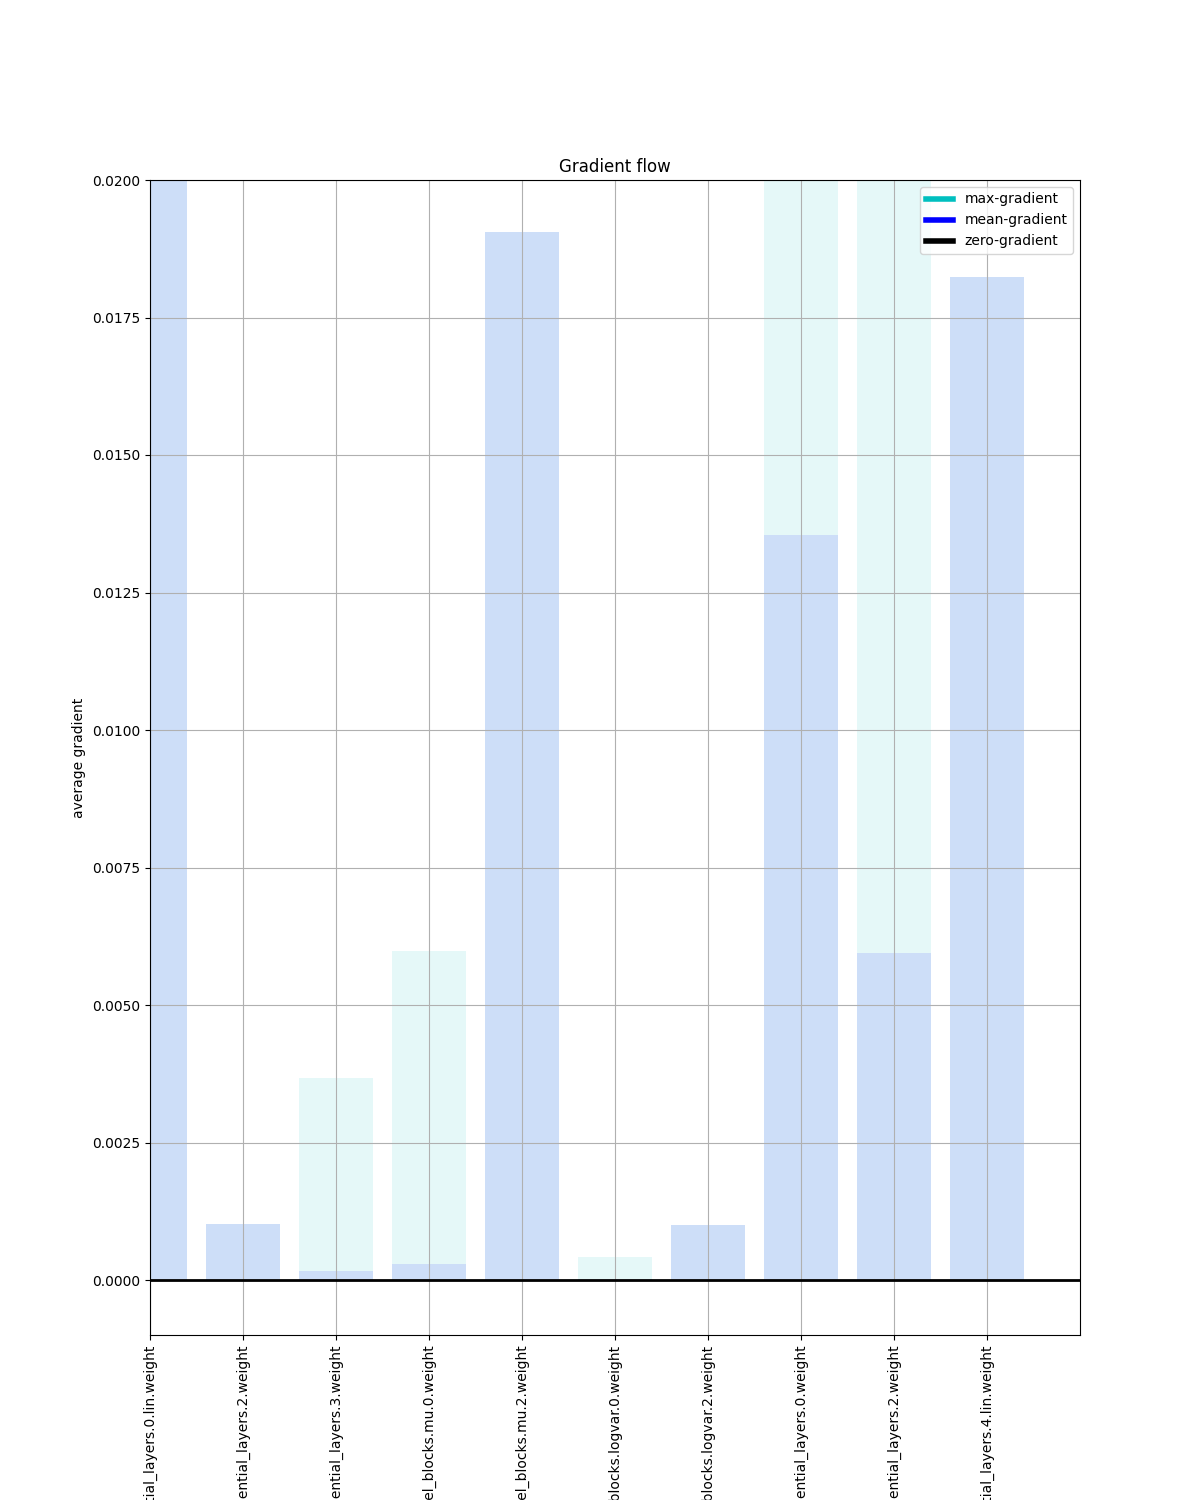 Gradient flow
max-gradient
mean-gradient
zero-gradient
0.0200
0.0175
0.0150
0.0125
0.0100
0.0075
0.0050
0.0025
0.0000
average gradient
tial_layers.0.lin.weight
ential_layers.2.weight
ential_layers.3.weight
el_blocks.mu.0.weight
el_blocks.mu.2.weight
blocks.logvar.0.weight
blocks.logvar.2.weight
ential_layers.0.weight
ential_layers.2.weight
tial_layers.4.lin.weight